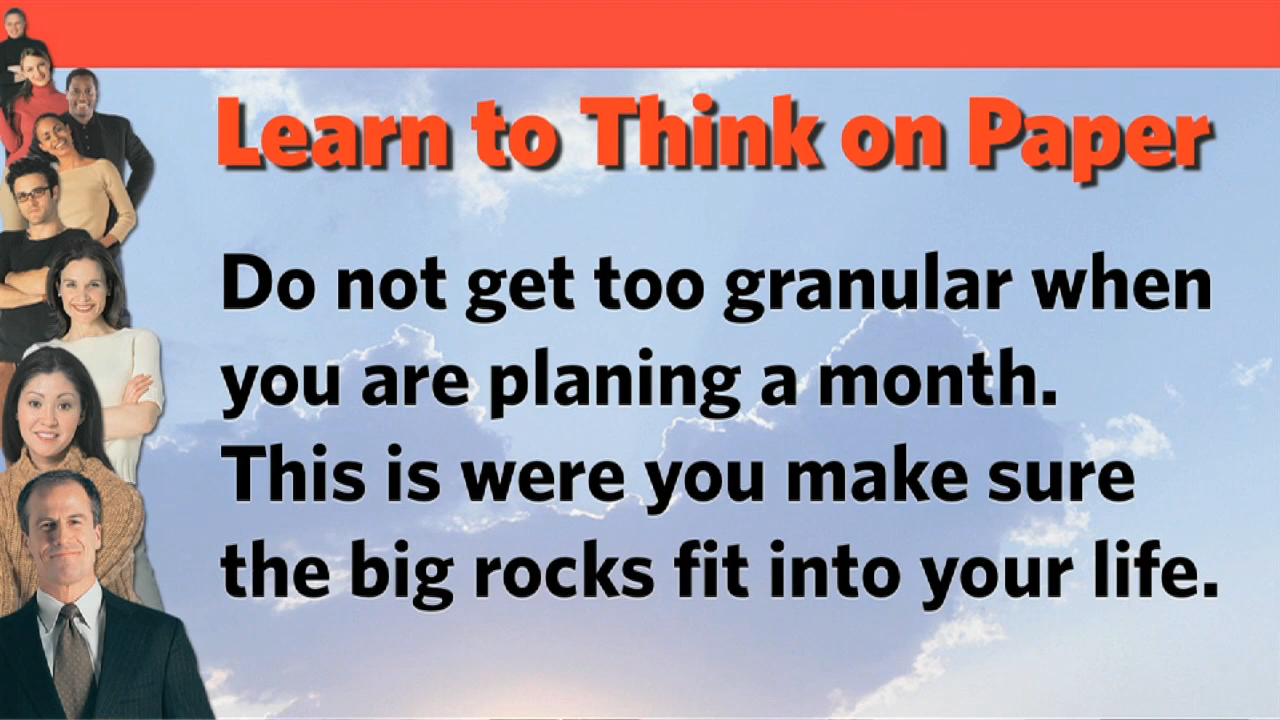 Learn to Think on Paper
Do not get too granular when
you are planing a month.
This is were you make sure
the big rocks fit into your life.